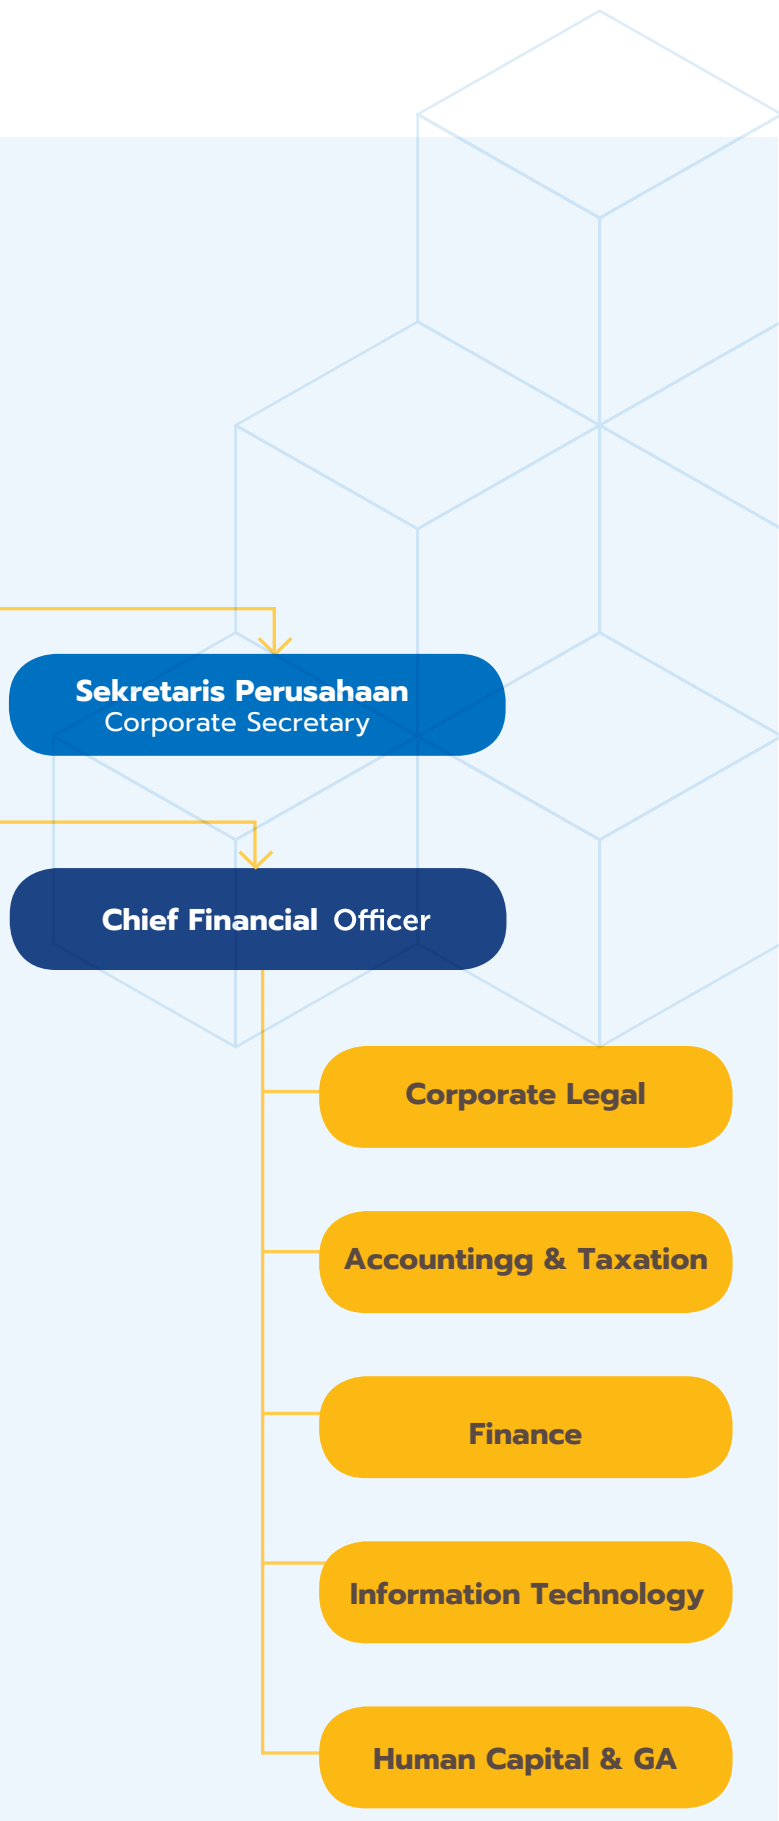 Sekretaris Perusahaan
Corporate Secretary
Chief Financial Officer
Corporate Legal
Accountingg & Taxation
Finance
Information Technology
Human Capital & GA